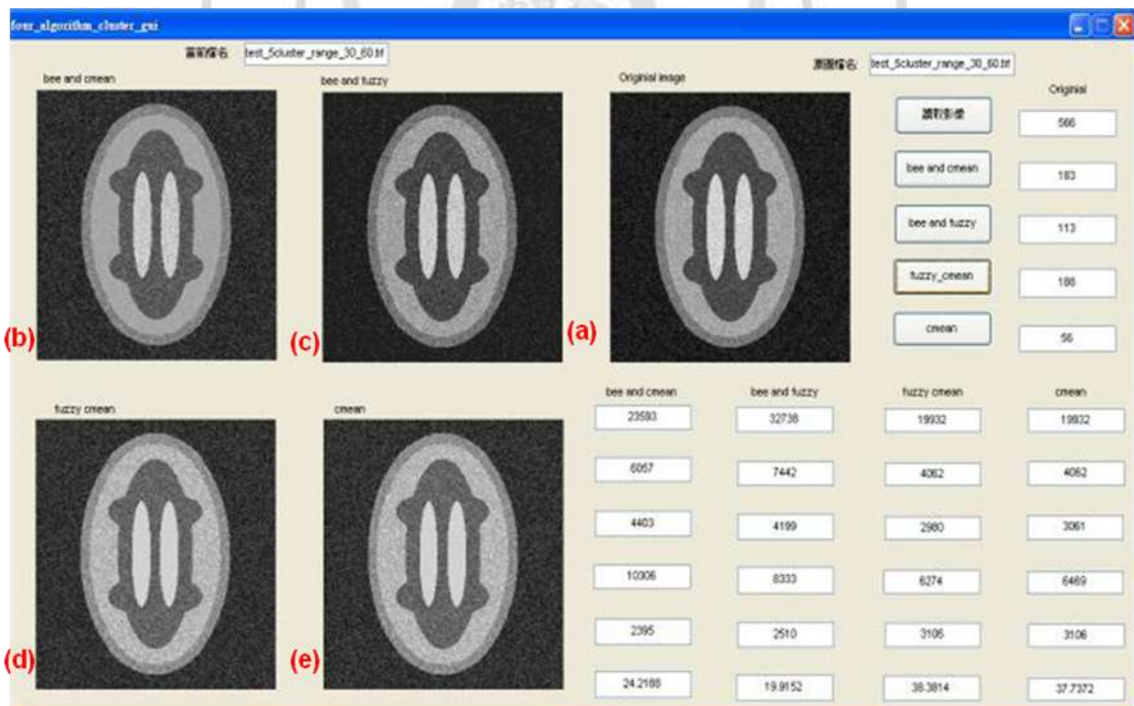 four_algorithm_cluster_gui
當前檔名: test_5cluster_range_30_60.tif
原圖檔名: test_5cluster_range_30_60.tif
bee and cmean
bee and fuzzy
Originial image
Originial
讀取影像
566
bee and cmean
183
bee and fuzzy
113
fuzzy_cmean
188
cmean
56
(b)
(c)
(a)
fuzzy cmean
cmean
bee and cmean bee and fuzzy fuzzy cmean cmean
23593 32738 19932 19932
6057 7442 4062 4062
4403 4199 2980 3061
10306 8333 6274 6469
2395 2510 3106 3106
24.2188 19.9152 38.3814 37.7372
(d)
(e)